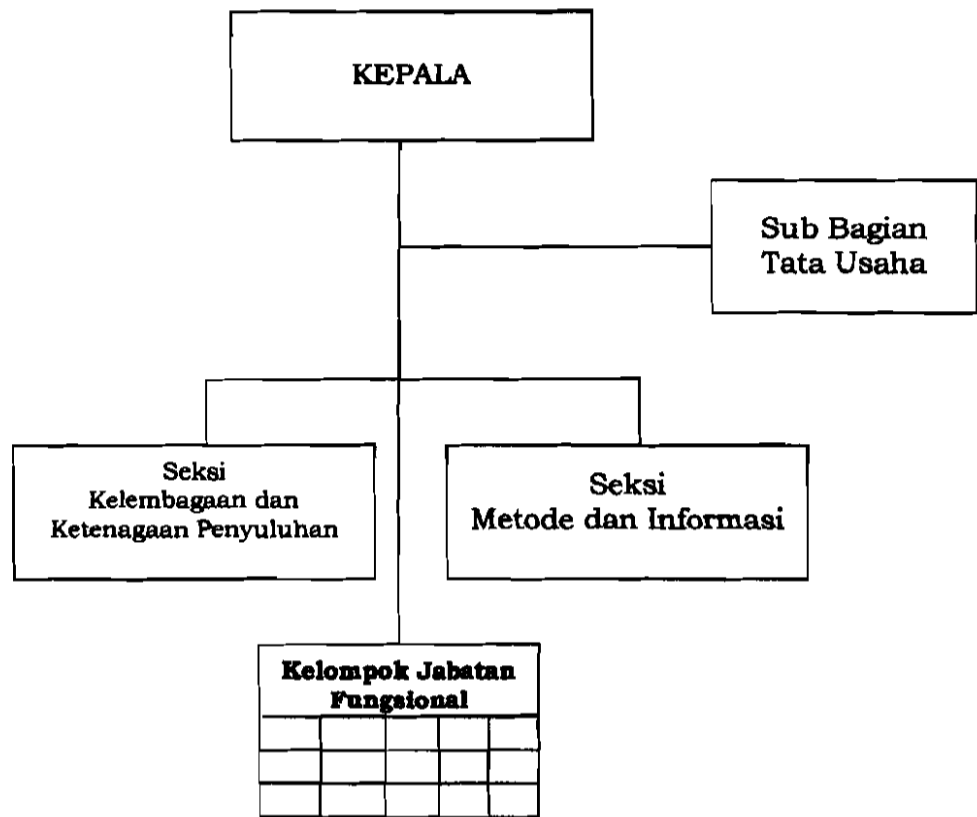 KEPALA
Sub Bagian
Tata Usaha
Seksi
Kelembagaan dan
Ketenagaan Penyuluhan
Seksi
Metode dan Informasi
Kelompok Jabatan
Fungsional